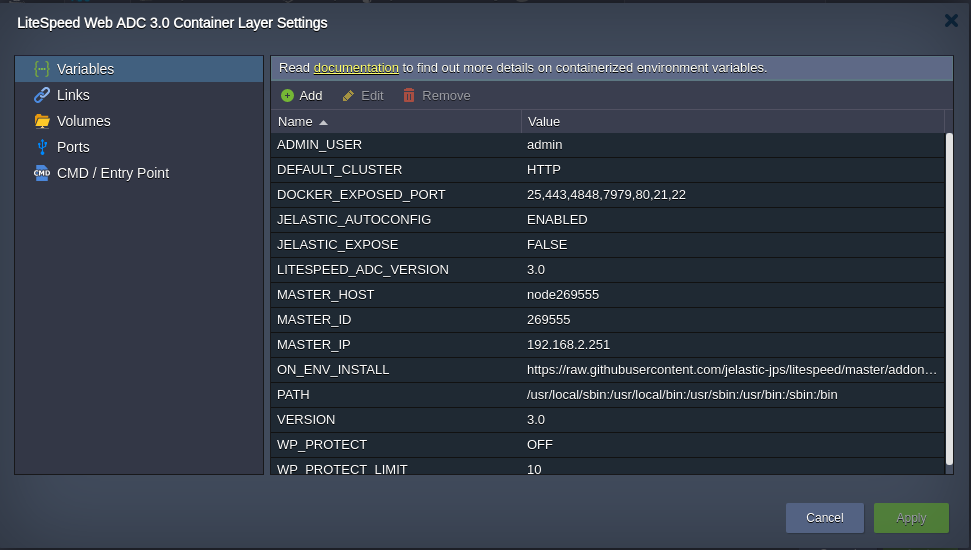 LiteSpeed Web ADC 3.0 Container Layer Settings
Variables
Links
Volumes
Ports
CMD / Entry Point
Read documentation to find out more details on containerized environment variables.
Add Edit Remove
Name Value
ADMIN_USER admin
DEFAULT_CLUSTER HTTP
DOCKER_EXPOSED_PORT 25,443,4848,7979,80,21,22
JELASTIC_AUTOCONFIG ENABLED
JELASTIC_EXPOSE FALSE
LITESPEED_ADC_VERSION 3.0
MASTER_HOST node269555
MASTER_ID 269555
MASTER_IP 192.168.2.251
ON_ENV_INSTALL https://raw.githubusercontent.com/jelastic-jps/litespeed/master/addon…
PATH /usr/local/sbin:/usr/local/bin:/usr/sbin:/usr/bin:/sbin:/bin
VERSION 3.0
WP_PROTECT OFF
WP_PROTECT_LIMIT 10
Cancel Apply